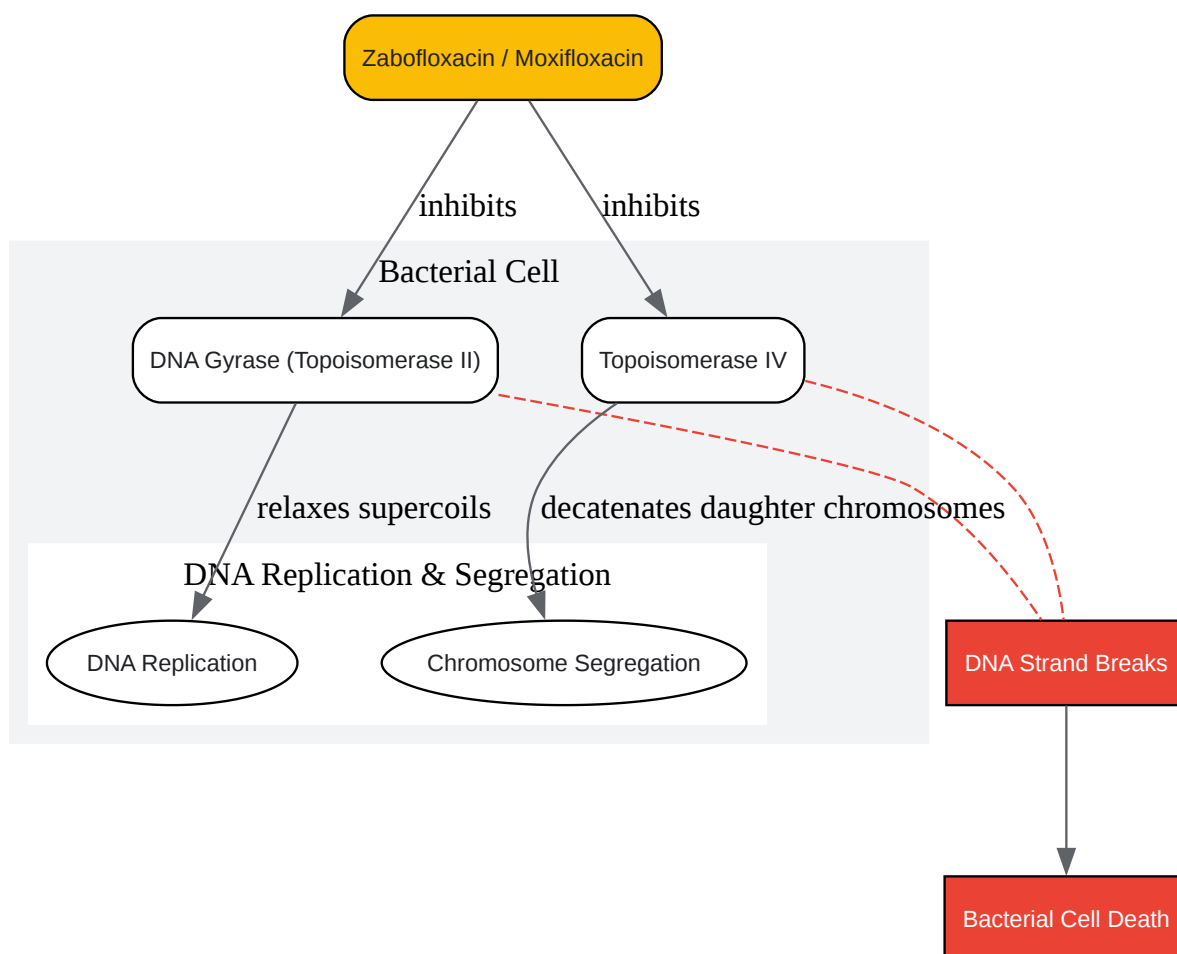 Zabofloxacin / Moxifloxacin
inhibits
inhibits
Bacterial Cell
DNA Gyrase (Topoisomerase II)
Topoisomerase IV
relaxes supercoils
decatenates daughter chromosomes
DNA Replication & Segregation
DNA Replication
Chromosome Segregation
DNA Strand Breaks
Bacterial Cell Death